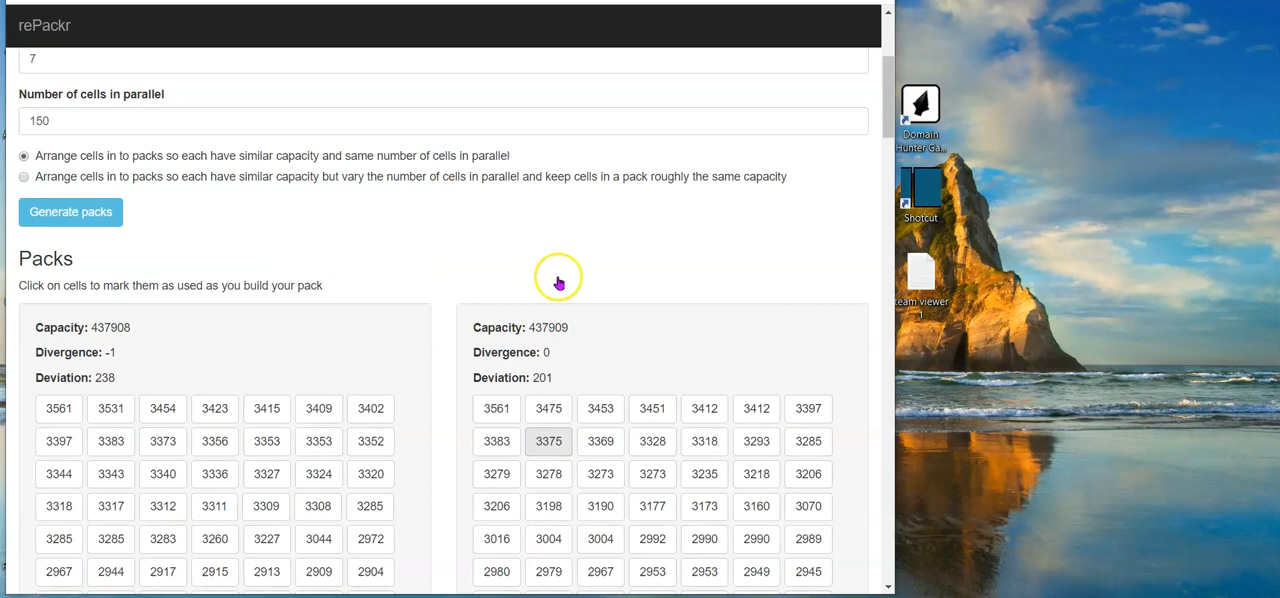 rePackr
7
Number of cells in parallel
150
Arrange cells in to packs so each have similar capacity and same number of cells in parallel
Arrange cells in to packs so each have similar capacity but vary the number of cells in parallel and keep cells in a pack roughly the same capacity
Generate packs
Packs
Click on cells to mark them as used as you build your pack
Capacity: 437908
Divergence: -1
Deviation: 238
3561 3531 3454 3423 3415 3409 3402
3397 3383 3373 3356 3353 3353 3352
3344 3343 3340 3336 3327 3324 3320
3318 3317 3312 3311 3309 3308 3285
3285 3285 3283 3260 3227 3044 2972
2967 2944 2917 2915 2913 2909 2904
Capacity: 437909
Divergence: 0
Deviation: 201
3561 3475 3453 3451 3412 3412 3397
3383 3375 3369 3328 3318 3293 3285
3279 3278 3273 3273 3235 3218 3206
3206 3198 3190 3177 3173 3160 3070
3016 3004 3004 2992 2990 2990 2989
2980 2979 2967 2953 2953 2949 2945
Domain
Hunter Ga...
Shotcut
team viewer
1